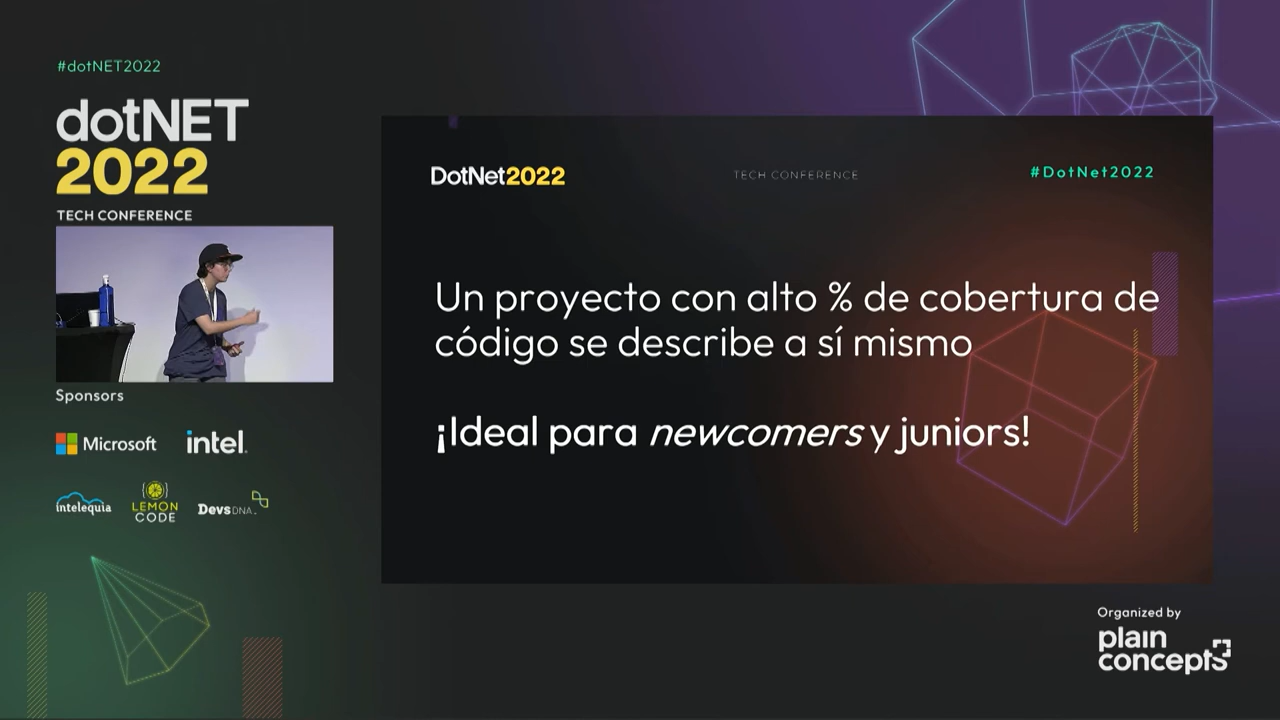 #dotNET2022
dotNET
2022
TECH CONFERENCE
Sponsors
Microsoft
intel.
intelequia
LEMON
CODE
DevsDNA
DotNet2022
TECH CONFERENCE
#DotNet2022
Un proyecto con alto % de cobertura de
código se describe a sí mismo
¡Ideal para newcomers y juniors!
Organized by
plain
concepts